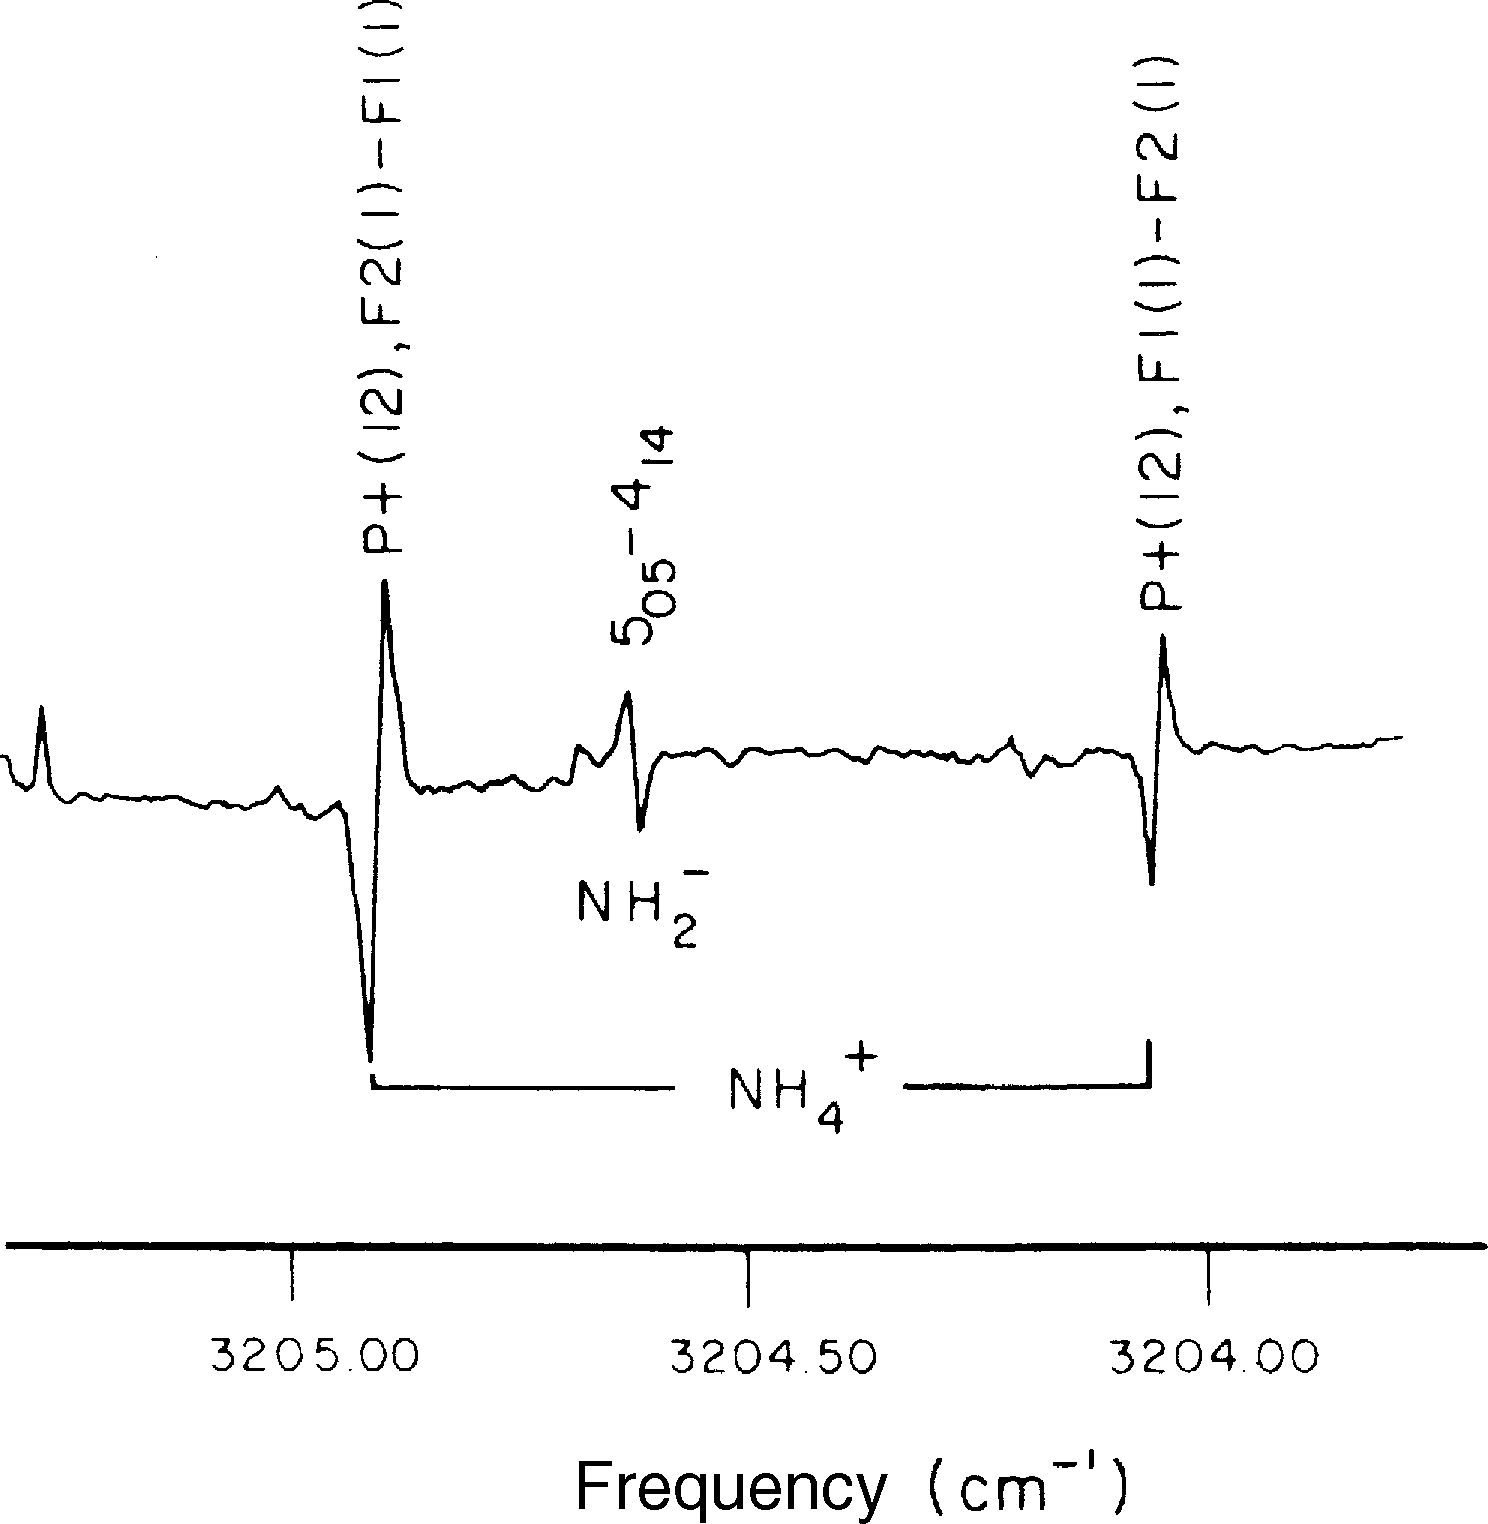 P+(12),F2(1)-F1(1)
5₀₅-4₁₄
P+(12),F1(1)-F2(1)
NH₂⁻
NH₄⁺
3205.00 3204.50 3204.00
Frequency (cm⁻¹)